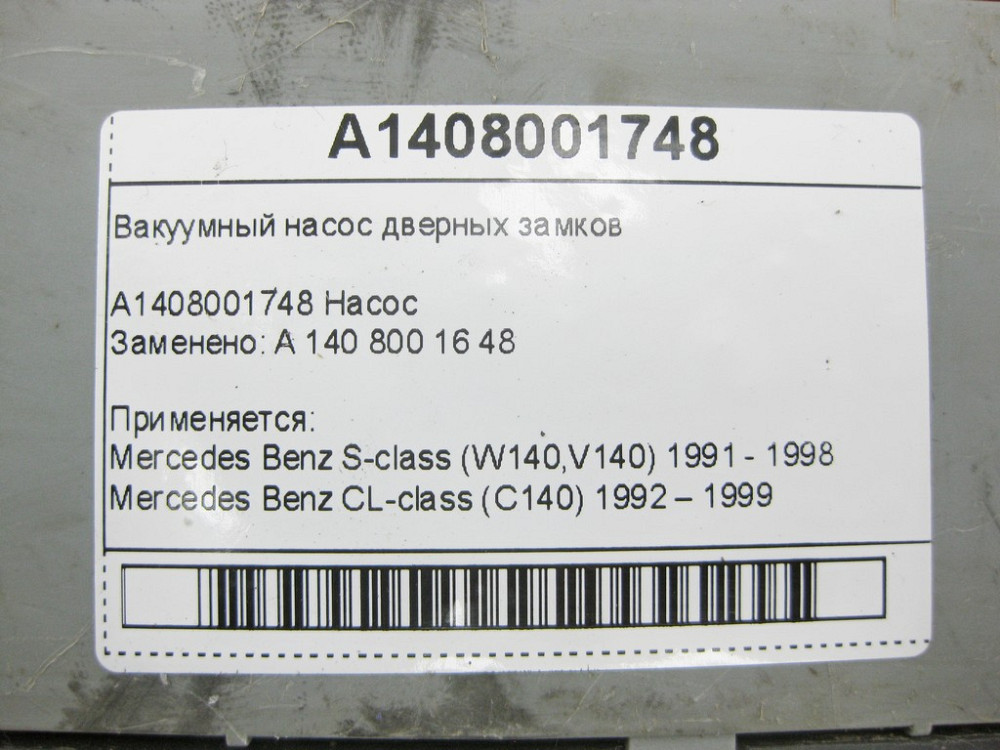 A1408001748
Вакуумный насос дверных замков
A1408001748 Насос
Заменено: A 140 800 16 48
Применяется:
Mercedes Benz S-class (W140,V140) 1991 - 1998
Mercedes Benz CL-class (C140) 1992 – 1999